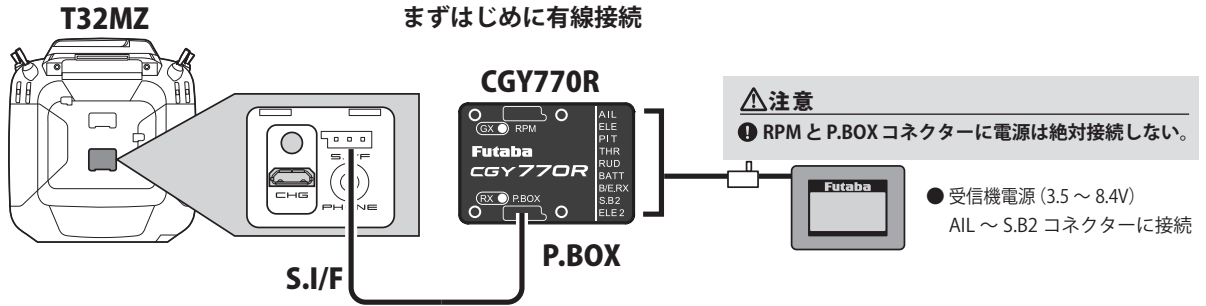 T32MZ
まずはじめに有線接続
CHG
S.I/F
PHONE
S.I/F
CGY770R
GX RPM
Futaba
CGY770R
RX P.BOX
AIL
ELE
PIT
THR
RUD
BATT
B/E.RX
S.B2
ELE2
P.BOX
⚠注意
❗ RPM と P.BOX コネクターに電源は絶対接続しない。
Futaba
● 受信機電源 (3.5 ～ 8.4V)
AIL ～ S.B2 コネクターに接続